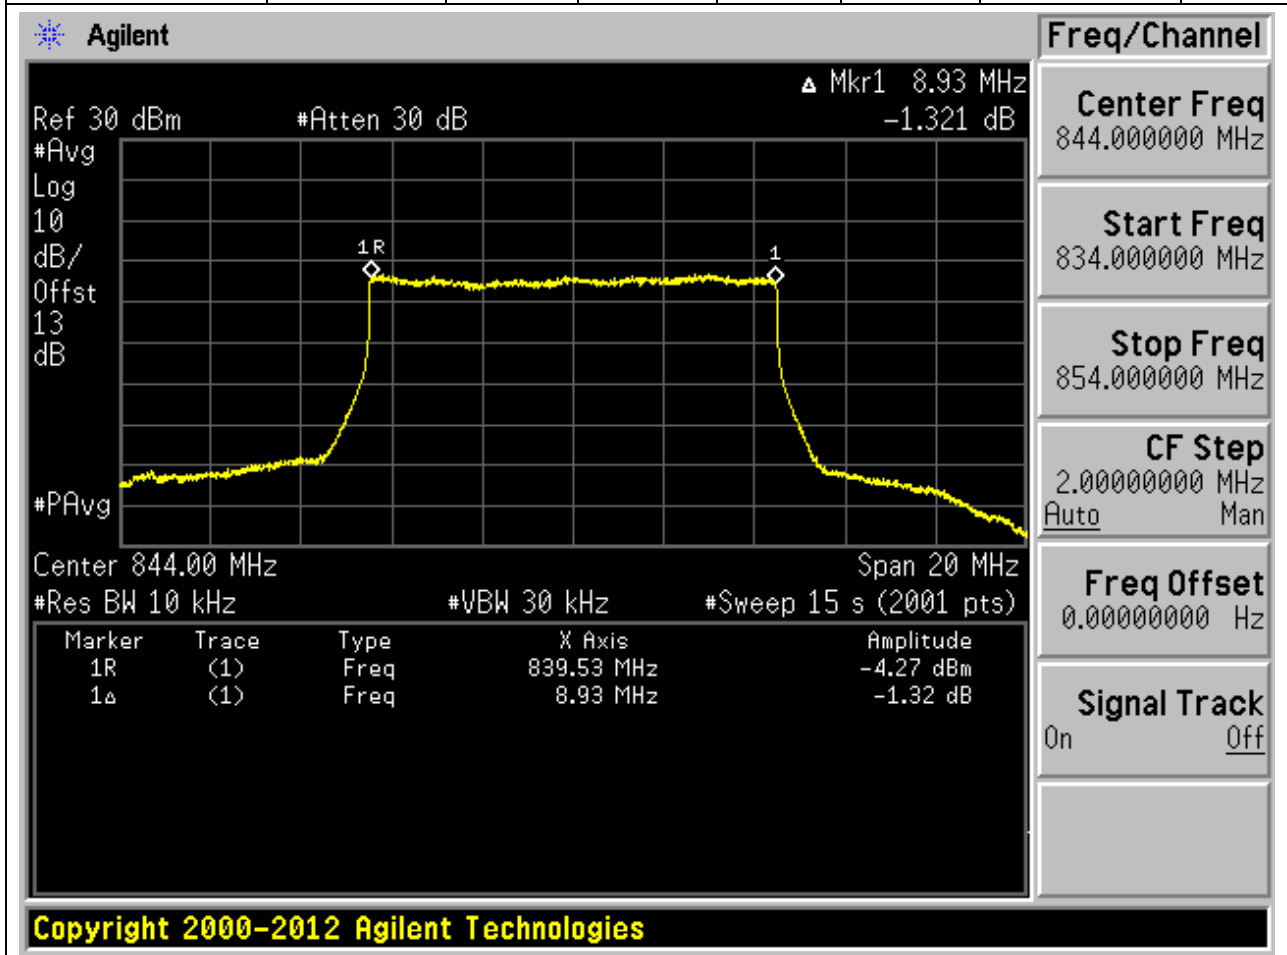 Agilent
Freq/Channel
▵ Mkr1 8.93 MHz
Ref 30 dBm #Atten 30 dB -1.321 dB
#Avg
Log
10
dB/
Offst
13
dB
#PAvg
1R
1
Center 844.00 MHz Span 20 MHz
#Res BW 10 kHz #VBW 30 kHz #Sweep 15 s (2001 pts)
Marker Trace Type X Axis Amplitude
1R (1) Freq 839.53 MHz -4.27 dBm
1▵ (1) Freq 8.93 MHz -1.32 dB
Center Freq
844.000000 MHz
Start Freq
834.000000 MHz
Stop Freq
854.000000 MHz
CF Step
2.00000000 MHz
Auto Man
Freq Offset
0.00000000 Hz
Signal Track
On Off
Copyright 2000-2012 Agilent Technologies